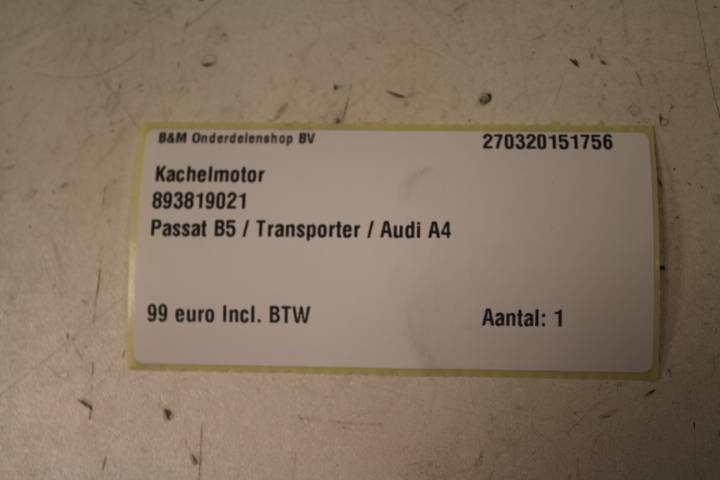 B&M Onderdelenshop BV 270320151756
Kachelmotor
893819021
Passat B5 / Transporter / Audi A4
99 euro Incl. BTW Aantal: 1